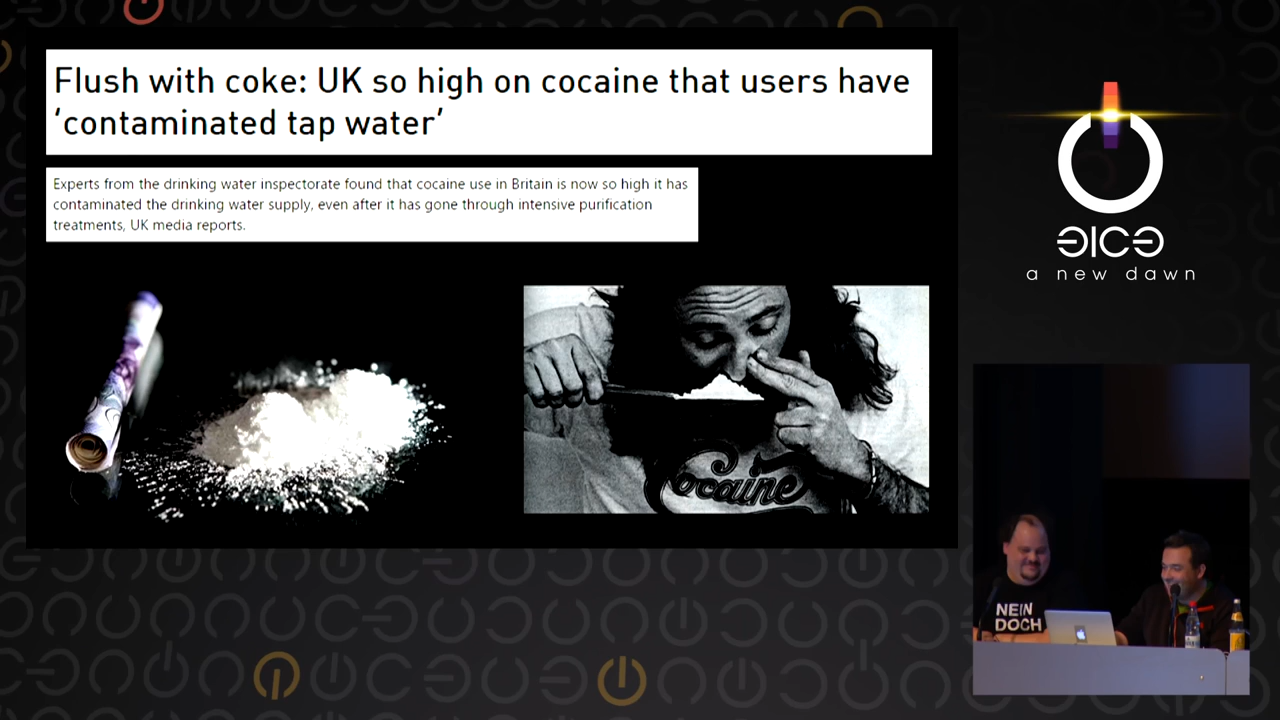 Flush with coke: UK so high on cocaine that users have
‘contaminated tap water’
Experts from the drinking water inspectorate found that cocaine use in Britain is now so high it has
contaminated the drinking water supply, even after it has gone through intensive purification
treatments, UK media reports.
Cocaine
ǝıcǝ
a new dawn
NEIN
DOCH